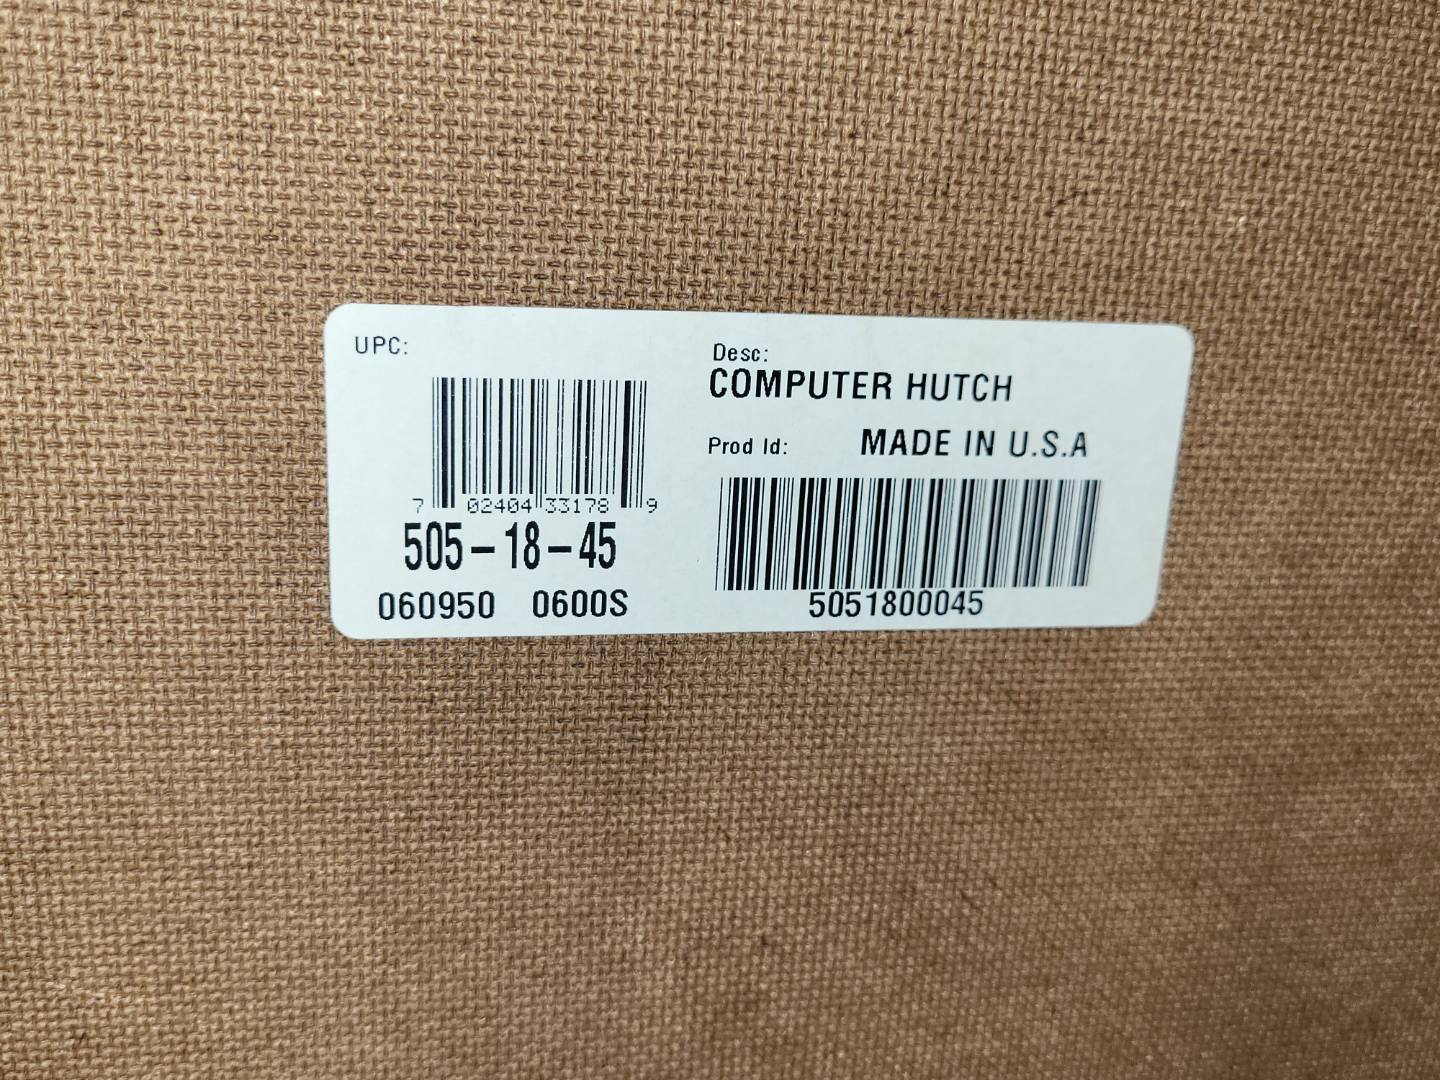 UPC:
7 02404 33178 9
505-18-45
060950 0600S
Desc:
COMPUTER HUTCH
Prod Id: MADE IN U.S.A
5051800045